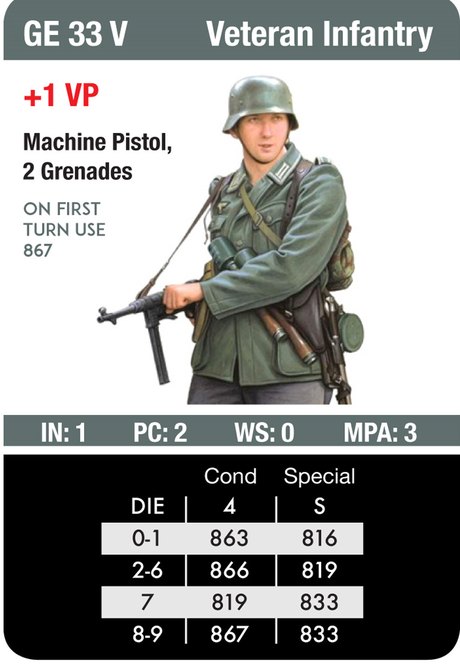 GE 33 V Veteran Infantry
+1 VP
Machine Pistol,
2 Grenades
ON FIRST
TURN USE
867
IN: 1 PC: 2 WS: 0 MPA: 3
Cond Special
DIE 4 S
0-1 863 816
2-6 866 819
7 819 833
8-9 867 833